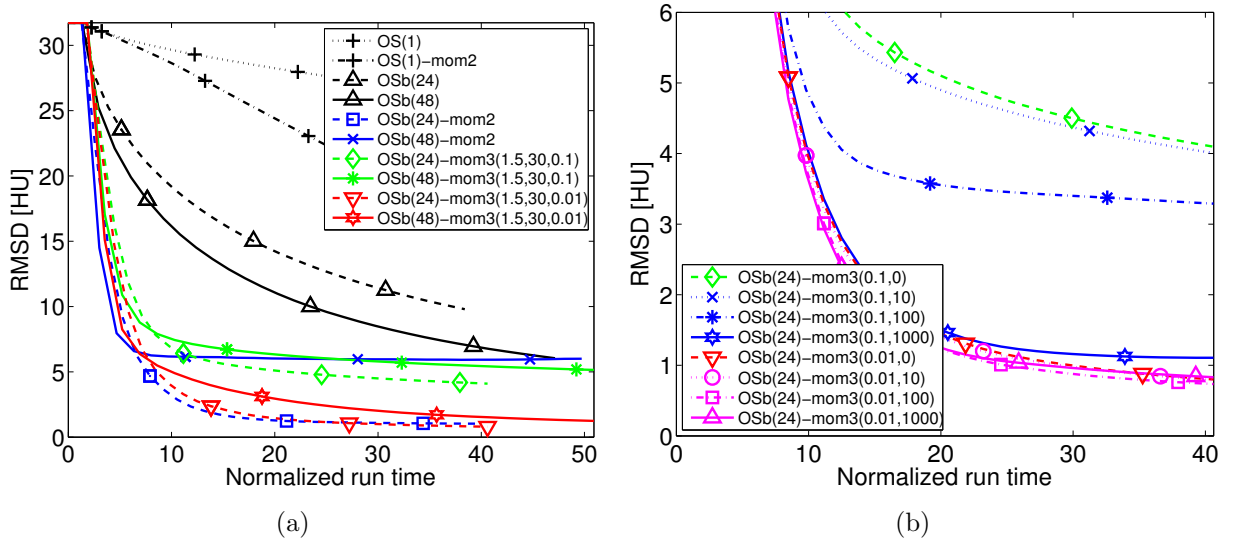 RMSD [HU]
30
25
20
15
10
5
0
0 10 20 30 40 50
Normalized run time
OS(1)
OS(1)−mom2
OSb(24)
OSb(48)
OSb(24)−mom2
OSb(48)−mom2
OSb(24)−mom3(1.5,30,0.1)
OSb(48)−mom3(1.5,30,0.1)
OSb(24)−mom3(1.5,30,0.01)
OSb(48)−mom3(1.5,30,0.01)
(a)
RMSD [HU]
6
5
4
3
2
1
0
0 10 20 30 40
Normalized run time
OSb(24)−mom3(0.1,0)
OSb(24)−mom3(0.1,10)
OSb(24)−mom3(0.1,100)
OSb(24)−mom3(0.1,1000)
OSb(24)−mom3(0.01,0)
OSb(24)−mom3(0.01,10)
OSb(24)−mom3(0.01,100)
OSb(24)−mom3(0.01,1000)
(b)